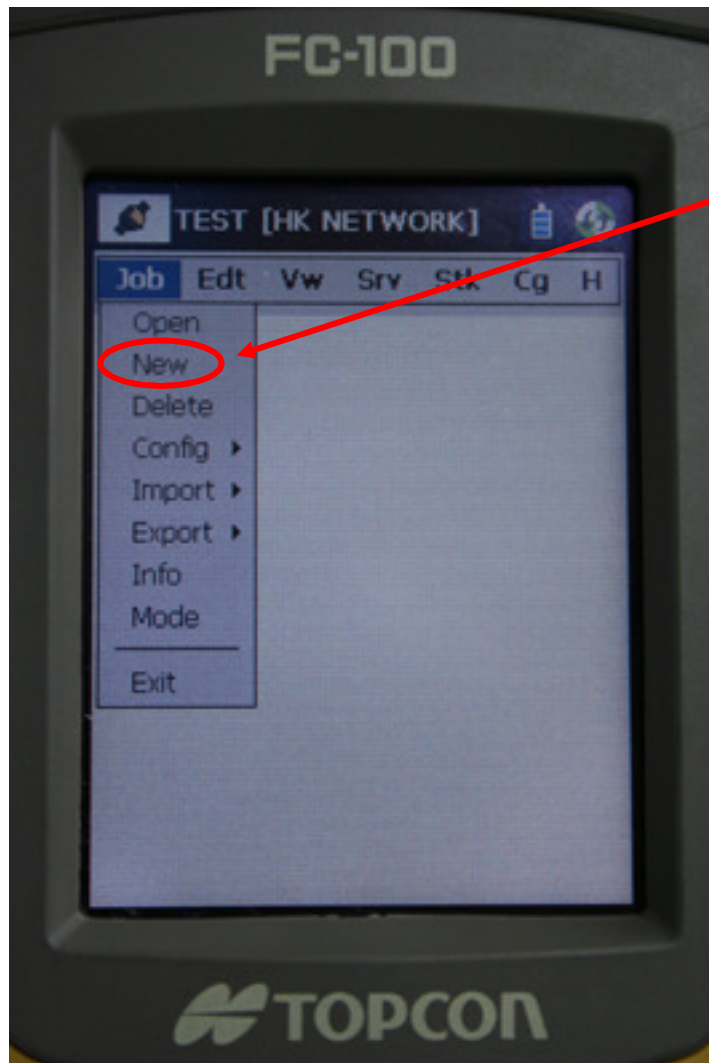 FC-100
TEST [HK NETWORK]
Job Edt Vw Srv Stk Cg H
Open
New
Delete
Config
Import
Export
Info
Mode
Exit
TOPCON